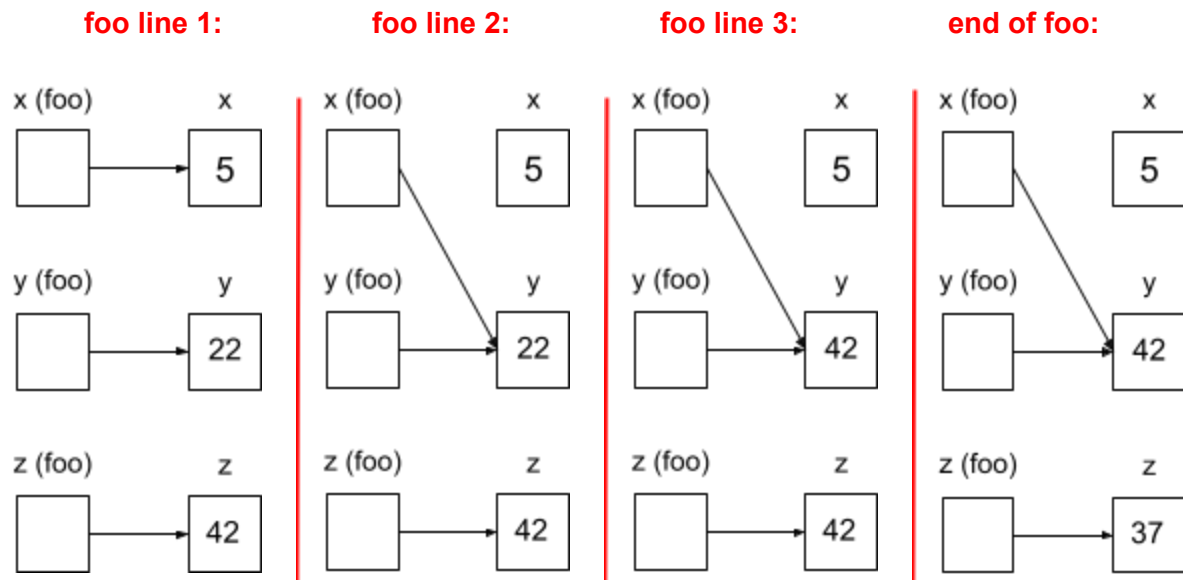 foo line 1: foo line 2: foo line 3: end of foo:
x (foo) x x (foo) x x (foo) x x (foo) x
5 5 5 5
y (foo) y y (foo) y y (foo) y y (foo) y
22 22 42 42
z (foo) z z (foo) z z (foo) z z (foo) z
42 42 42 37